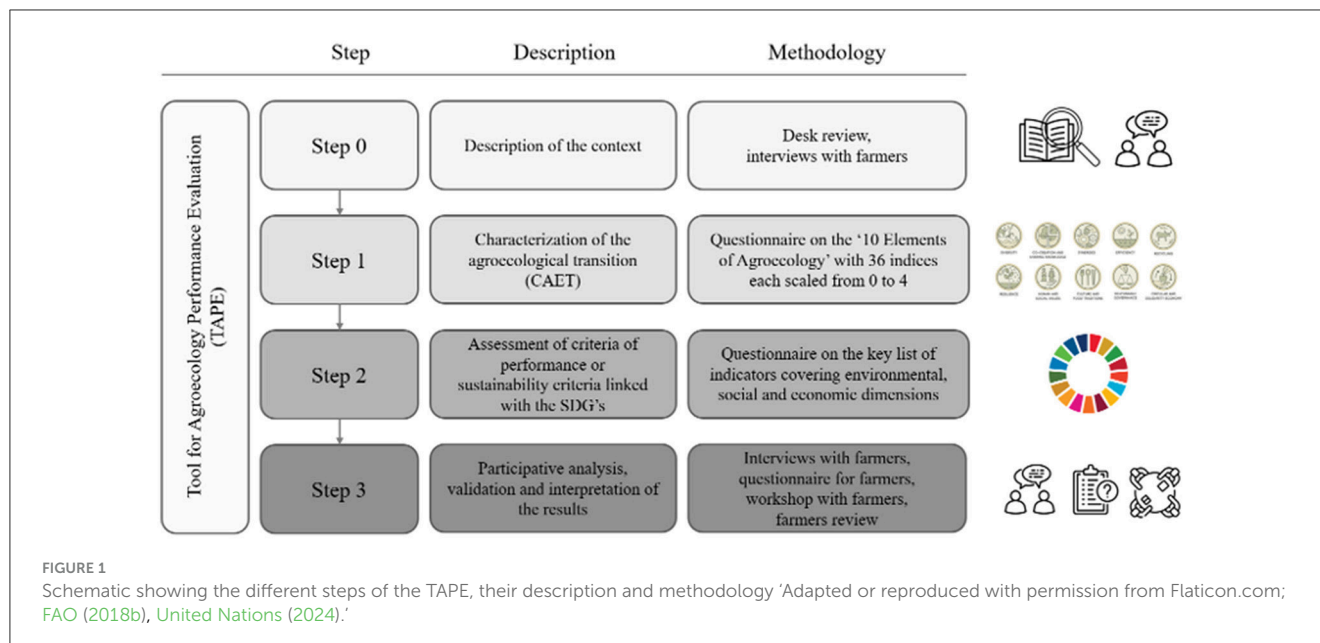 Step Description Methodology
Tool for Agroecology Performance Evaluation
(TAPE)
Step 0
Description of the context
Desk review,
interviews with farmers
Step 1
Characterization of the
agroecological transition
(CAET)
Questionnaire on the '10 Elements
of Agroecology' with 36 indices
each scaled from 0 to 4
Step 2
Assessment of criteria of
performance or
sustainability criteria linked
with the SDG's
Questionnaire on the key list of
indicators covering environmental,
social and economic dimensions
Step 3
Participative analysis,
validation and interpretation of
the results
Interviews with farmers,
questionnaire for farmers,
workshop with farmers,
farmers review
FIGURE 1
Schematic showing the different steps of the TAPE, their description and methodology 'Adapted or reproduced with permission from Flaticon.com;
FAO (2018b), United Nations (2024).'